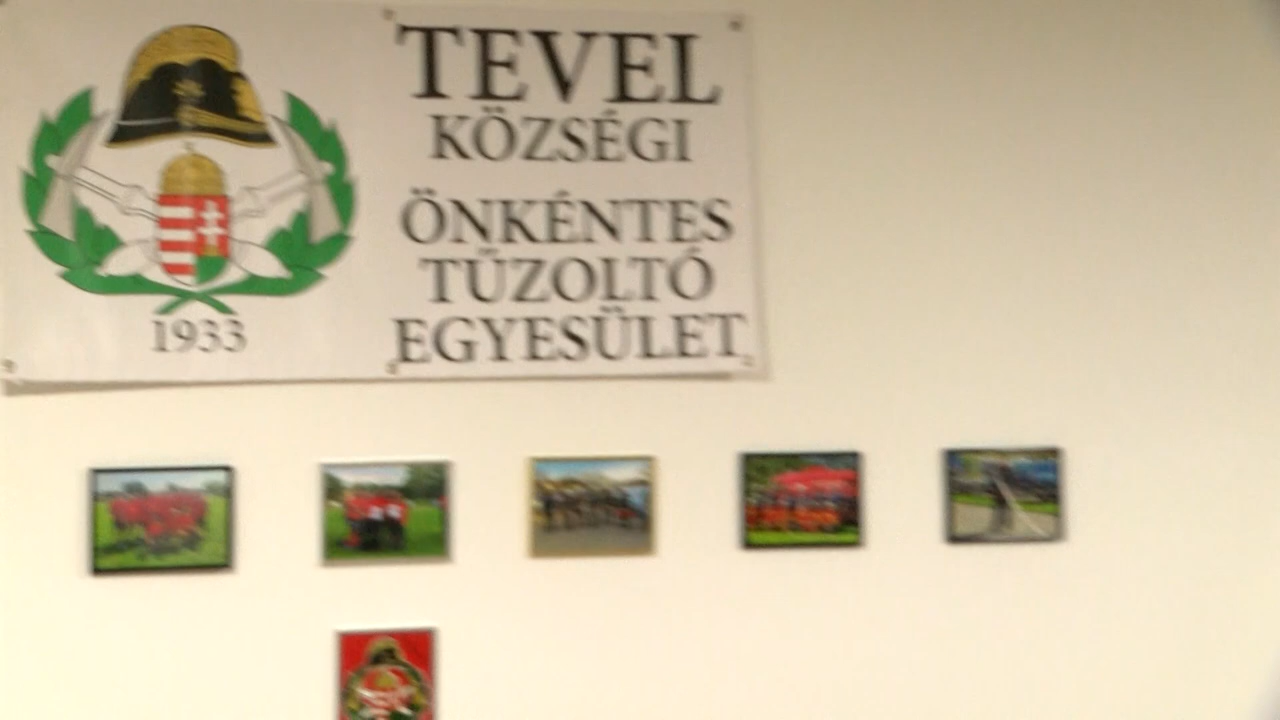 TEVEL
KÖZSÉGI
ÖNKÉNTES
TŰZOLTÓ
EGYESÜLET
1933